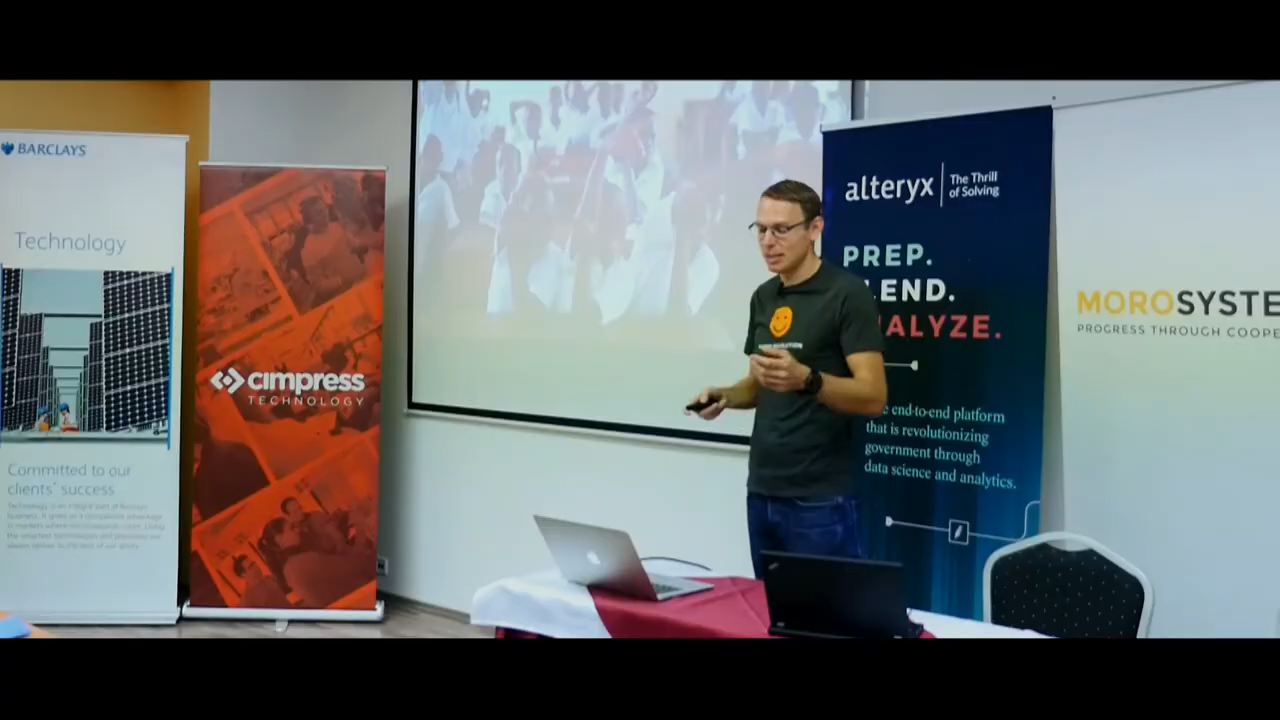 BARCLAYS
Technology
Committed to our
clients' success
cimpress
TECHNOLOGY
alteryx
The Thrill
of Solving
PREP.
LEND.
ALYZE.
end-to-end platform
that is revolutionizing
government through
data science and analytics.
MOROSYSTE
PROGRESS THROUGH COOPE